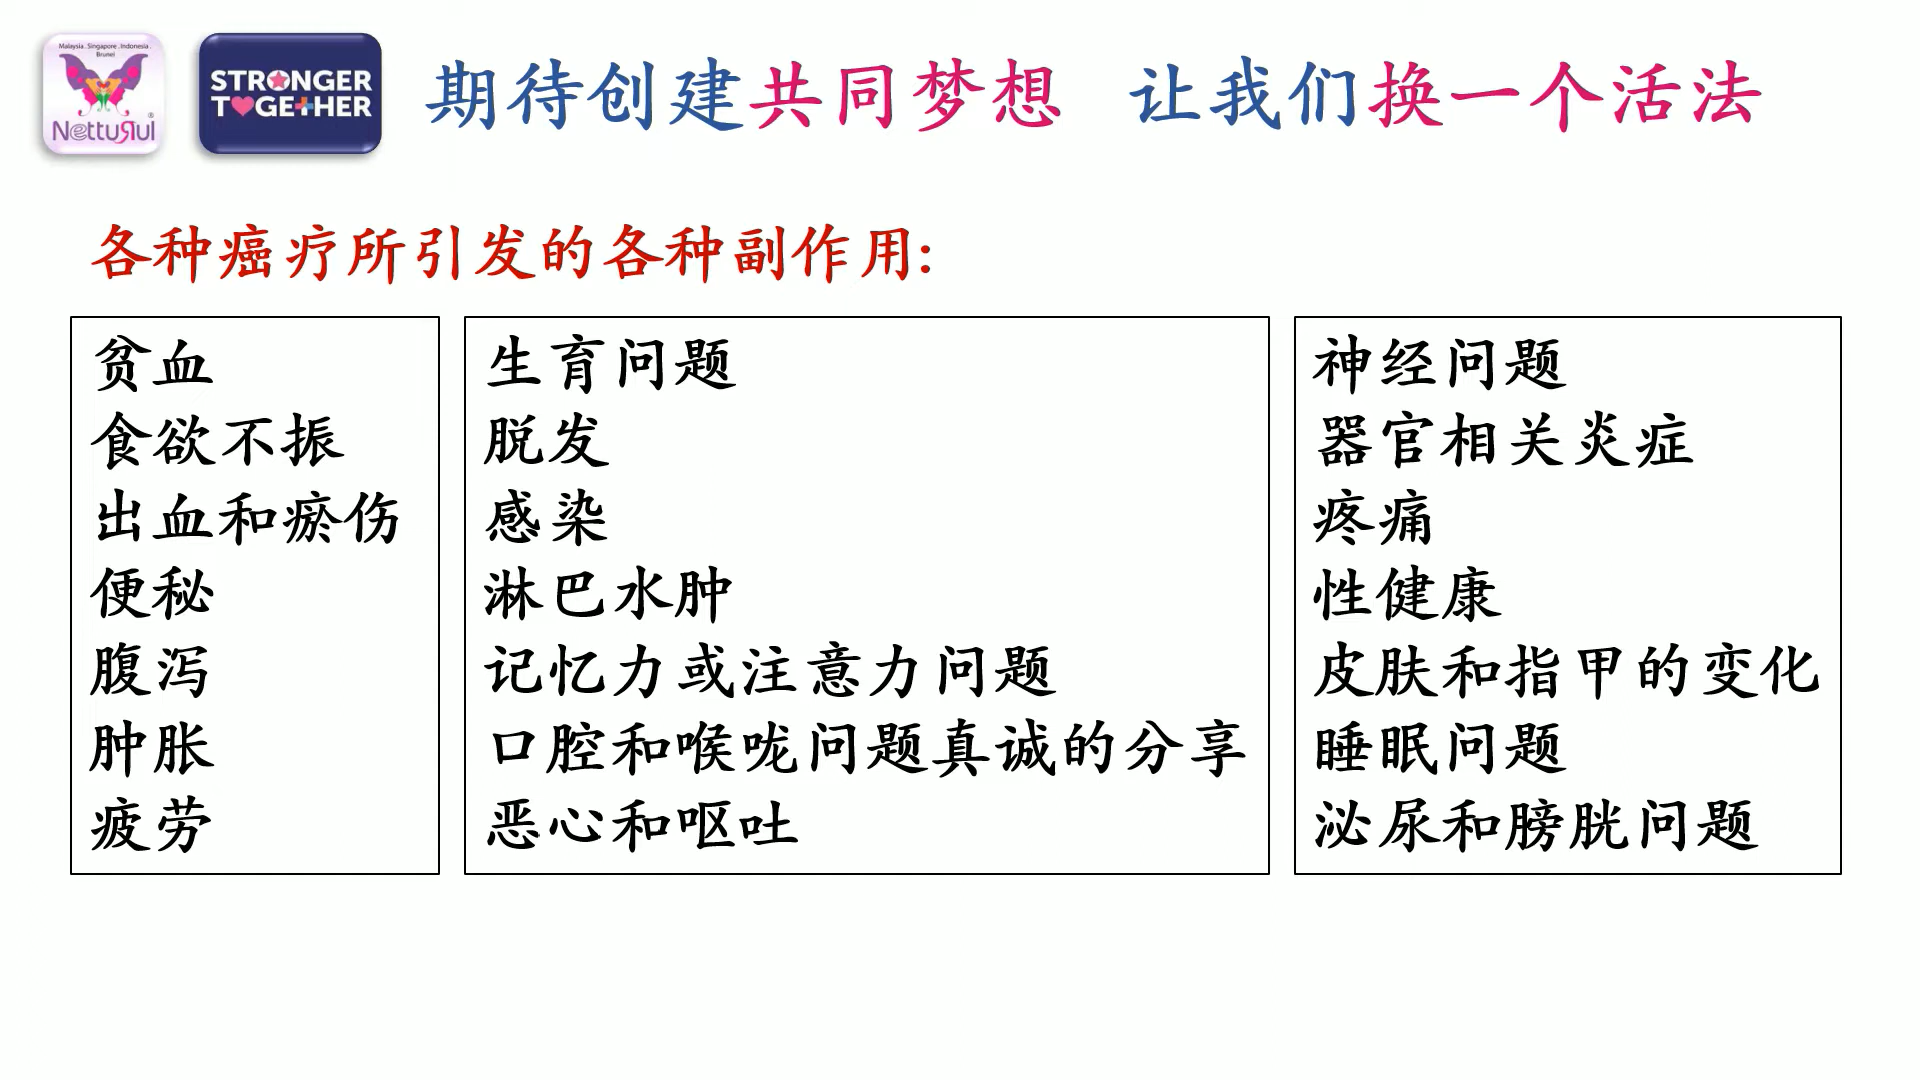 Malaysia . Singapore . Indonesia .
Brunei
NettuЯul®
STRONGER
TOGETHER
期待创建共同梦想 让我们换一个活法
各种癌疗所引发的各种副作用:
贫血
食欲不振
出血和瘀伤
便秘
腹泻
肿胀
疲劳
生育问题
脱发
感染
淋巴水肿
记忆力或注意力问题
口腔和喉咙问题真诚的分享
恶心和呕吐
神经问题
器官相关炎症
疼痛
性健康
皮肤和指甲的变化
睡眠问题
泌尿和膀胱问题